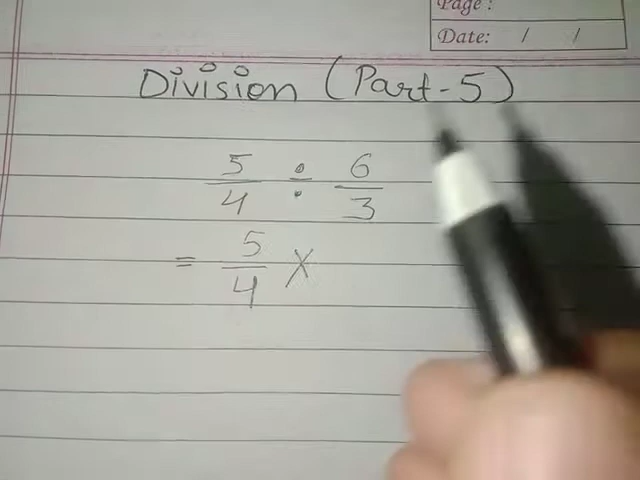 Page:
Date: / /
Division (Part-5)
5/4 ÷ 6/3
= 5/4 ×